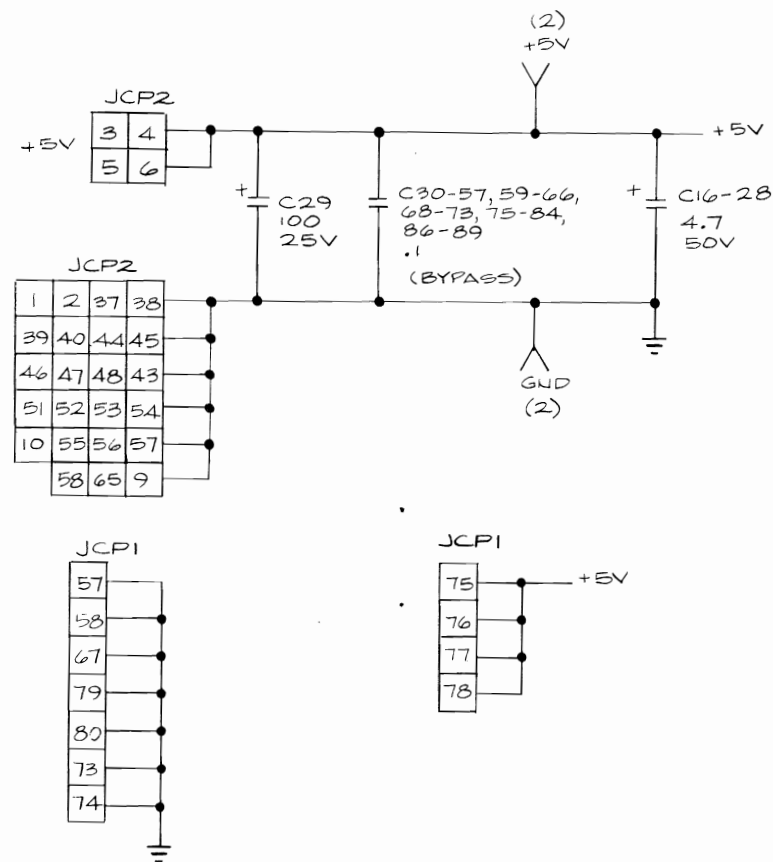 (2)
+5V
JCP2
+5V
3 4
5 6
+5V
+ C29
100
25V
C30-57, 59-66,
68-73, 75-84,
86-89
.1
(BYPASS)
+ C16-28
4.7
50V
JCP2
1 2 37 38
39 40 44 45
46 47 48 43
51 52 53 54
10 55 56 57
58 65 9
GND
(2)
JCP1
57
58
67
79
80
73
74
JCP1
75 +5V
76
77
78